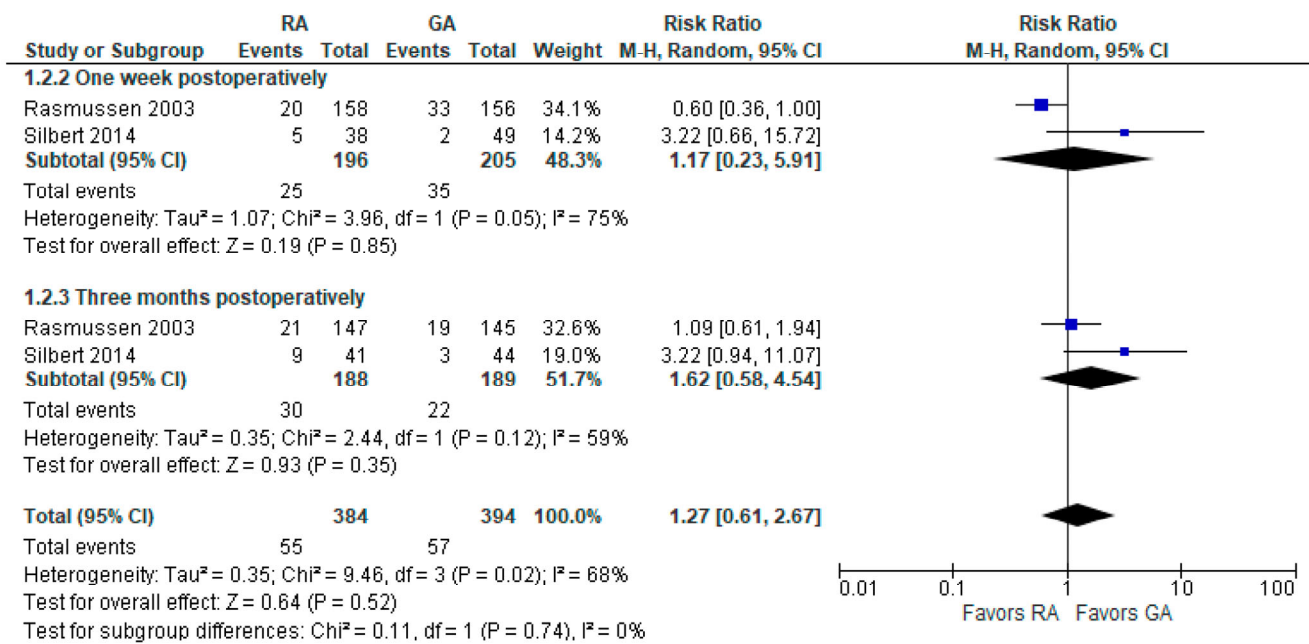 RA GA Risk Ratio Risk Ratio
Study or Subgroup Events Total Events Total Weight M-H, Random, 95% CI M-H, Random, 95% CI
1.2.2 One week postoperatively
Rasmussen 2003 20 158 33 156 34.1% 0.60 [0.36, 1.00]
Silbert 2014 5 38 2 49 14.2% 3.22 [0.66, 15.72]
Subtotal (95% CI) 196 205 48.3% 1.17 [0.23, 5.91]
Total events 25 35
Heterogeneity: Tau² = 1.07; Chi² = 3.96, df = 1 (P = 0.05); I² = 75%
Test for overall effect: Z = 0.19 (P = 0.85)
1.2.3 Three months postoperatively
Rasmussen 2003 21 147 19 145 32.6% 1.09 [0.61, 1.94]
Silbert 2014 9 41 3 44 19.0% 3.22 [0.94, 11.07]
Subtotal (95% CI) 188 189 51.7% 1.62 [0.58, 4.54]
Total events 30 22
Heterogeneity: Tau² = 0.35; Chi² = 2.44, df = 1 (P = 0.12); I² = 59%
Test for overall effect: Z = 0.93 (P = 0.35)
Total (95% CI) 384 394 100.0% 1.27 [0.61, 2.67]
Total events 55 57
Heterogeneity: Tau² = 0.35; Chi² = 9.46, df = 3 (P = 0.02); I² = 68%
Test for overall effect: Z = 0.64 (P = 0.52)
Test for subgroup differences: Chi² = 0.11, df = 1 (P = 0.74), I² = 0%
0.01 0.1 1 10 100
Favors RA Favors GA